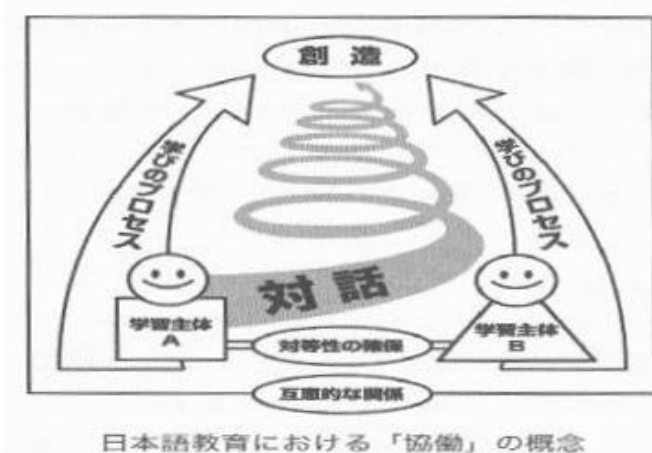 創造
学びのプロセス
学びのプロセス
対話
学習主体
A
学習主体
B
対等性の確保
互恵的な関係
日本語教育における「協働」の概念